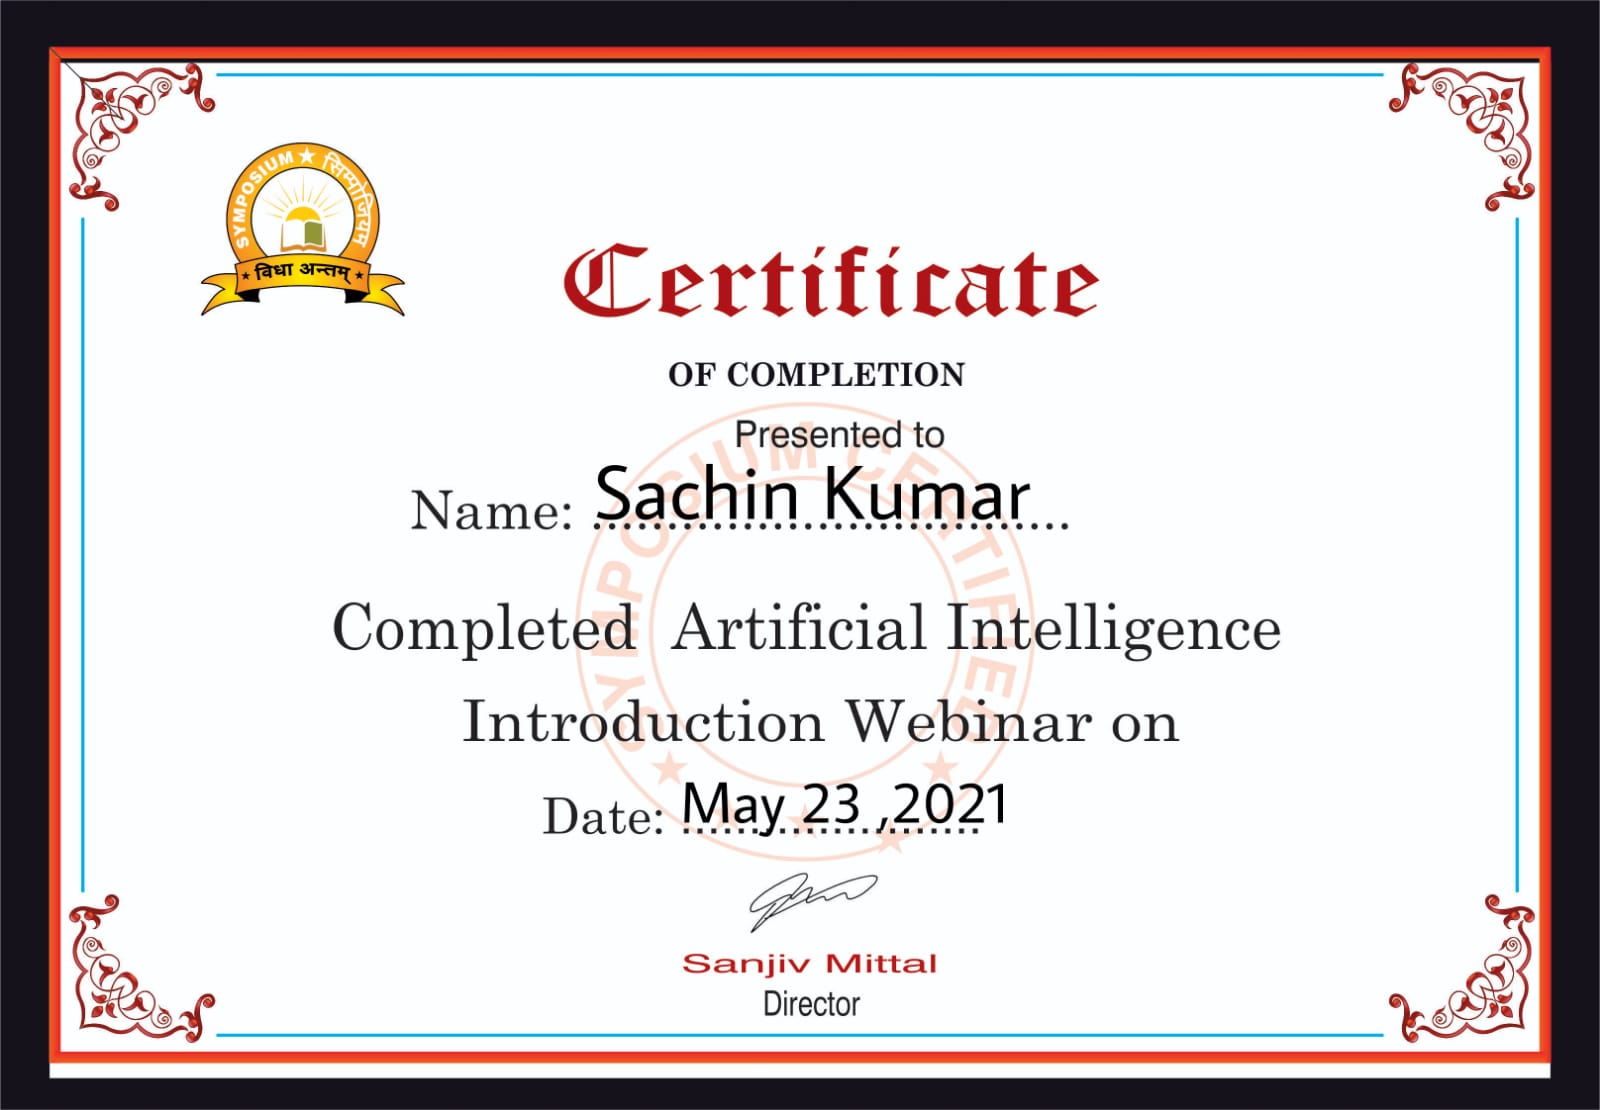 SYMPOSIUM ★ सिम्पोजियम
★ विधा अन्तम् ★
Certificate
OF COMPLETION
Presented to
Name: Sachin Kumar
Completed Artificial Intelligence
Introduction Webinar on
Date: May 23 ,2021
SYMPOSIUM CERTIFIED
Sanjiv Mittal
Director